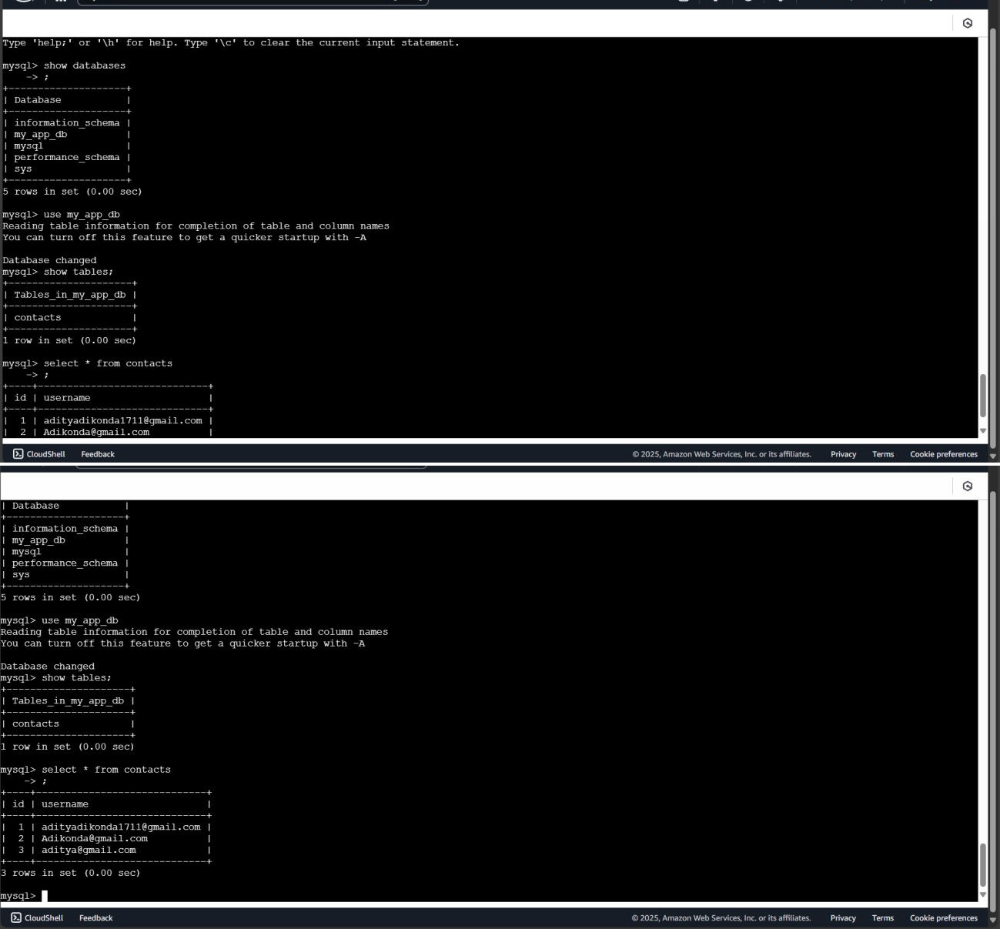 Type 'help;' or '\h' for help. Type '\c' to clear the current input statement.
mysql> show databases
    -> ;
+--------------------+
| Database           |
+--------------------+
| information_schema |
| my_app_db          |
| mysql              |
| performance_schema |
| sys                |
+--------------------+
5 rows in set (0.00 sec)
mysql> use my_app_db
Reading table information for completion of table and column names
You can turn off this feature to get a quicker startup with -A
Database changed
mysql> show tables;
+---------------------+
| Tables_in_my_app_db |
+---------------------+
| contacts            |
+---------------------+
1 row in set (0.00 sec)
mysql> select * from contacts
    -> ;
+----+-----------------------------+
| id | username                    |
+----+-----------------------------+
|  1 | adityadikonda1711@gmail.com |
|  2 | Adikonda@gmail.com          |
CloudShell Feedback © 2025, Amazon Web Services, Inc. or its affiliates. Privacy Terms Cookie preferences
| Database           |
+--------------------+
| information_schema |
| my_app_db          |
| mysql              |
| performance_schema |
| sys                |
+--------------------+
5 rows in set (0.00 sec)
mysql> use my_app_db
Reading table information for completion of table and column names
You can turn off this feature to get a quicker startup with -A
Database changed
mysql> show tables;
+---------------------+
| Tables_in_my_app_db |
+---------------------+
| contacts            |
+---------------------+
1 row in set (0.00 sec)
mysql> select * from contacts
    -> ;
+----+-----------------------------+
| id | username                    |
+----+-----------------------------+
|  1 | adityadikonda1711@gmail.com |
|  2 | Adikonda@gmail.com          |
|  3 | aditya@gmail.com            |
+----+-----------------------------+
3 rows in set (0.00 sec)
mysql>
CloudShell Feedback © 2025, Amazon Web Services, Inc. or its affiliates. Privacy Terms Cookie preferences